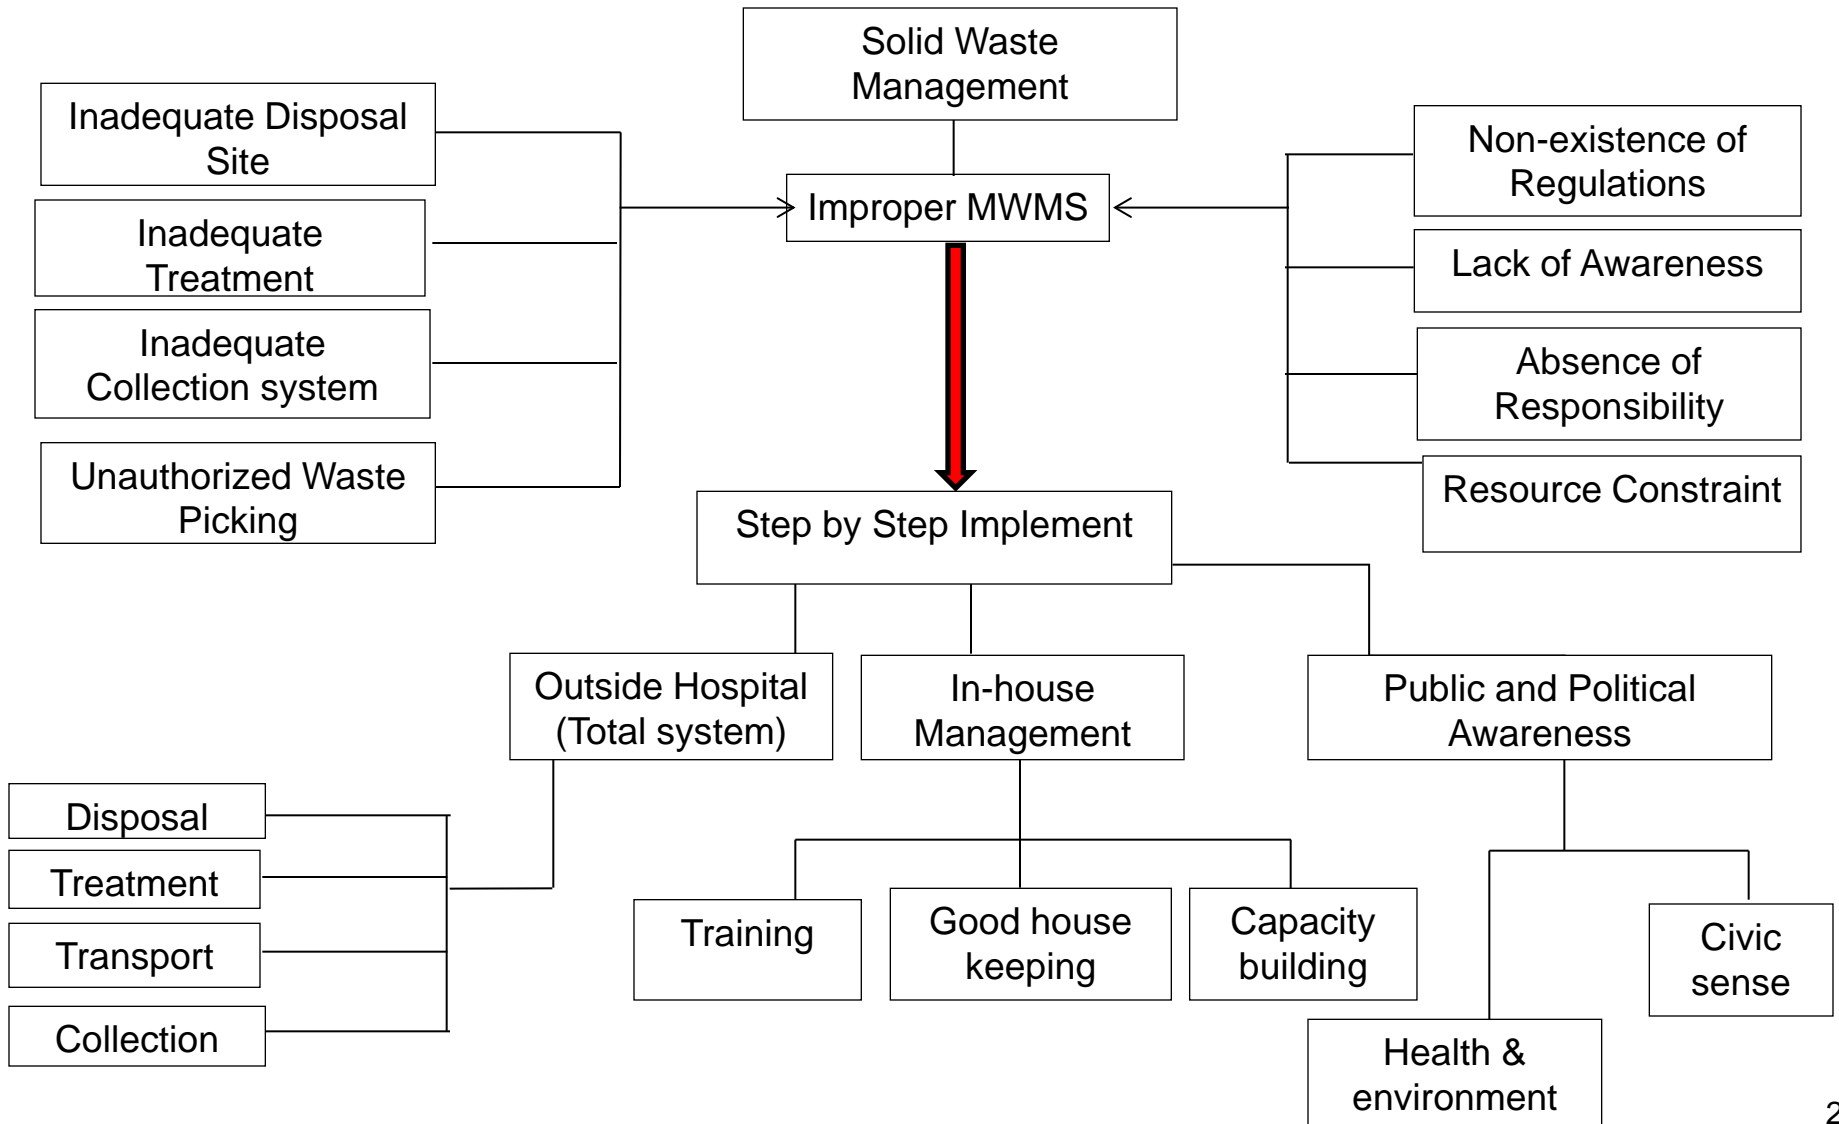 Solid Waste
Management
Inadequate Disposal
Site
Inadequate
Treatment
Inadequate
Collection system
Unauthorized Waste
Picking
Improper MWMS
Non-existence of
Regulations
Lack of Awareness
Absence of
Responsibility
Resource Constraint
Step by Step Implement
Outside Hospital
(Total system)
In-house
Management
Public and Political
Awareness
Disposal
Treatment
Transport
Collection
Training
Good house
keeping
Capacity
building
Civic
sense
Health &
environment
2